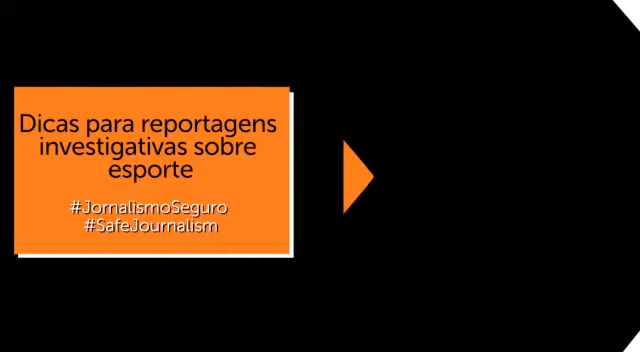 Dicas para reportagens
investigativas sobre
esporte
#JornalismoSeguro
#SafeJournalism